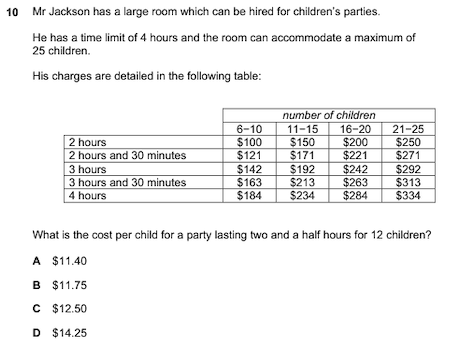 10 Mr Jackson has a large room which can be hired for children's parties.
He has a time limit of 4 hours and the room can accommodate a maximum of
25 children.
His charges are detailed in the following table:
number of children
6–10 11–15 16–20 21–25
2 hours $100 $150 $200 $250
2 hours and 30 minutes $121 $171 $221 $271
3 hours $142 $192 $242 $292
3 hours and 30 minutes $163 $213 $263 $313
4 hours $184 $234 $284 $334
What is the cost per child for a party lasting two and a half hours for 12 children?
A $11.40
B $11.75
C $12.50
D $14.25